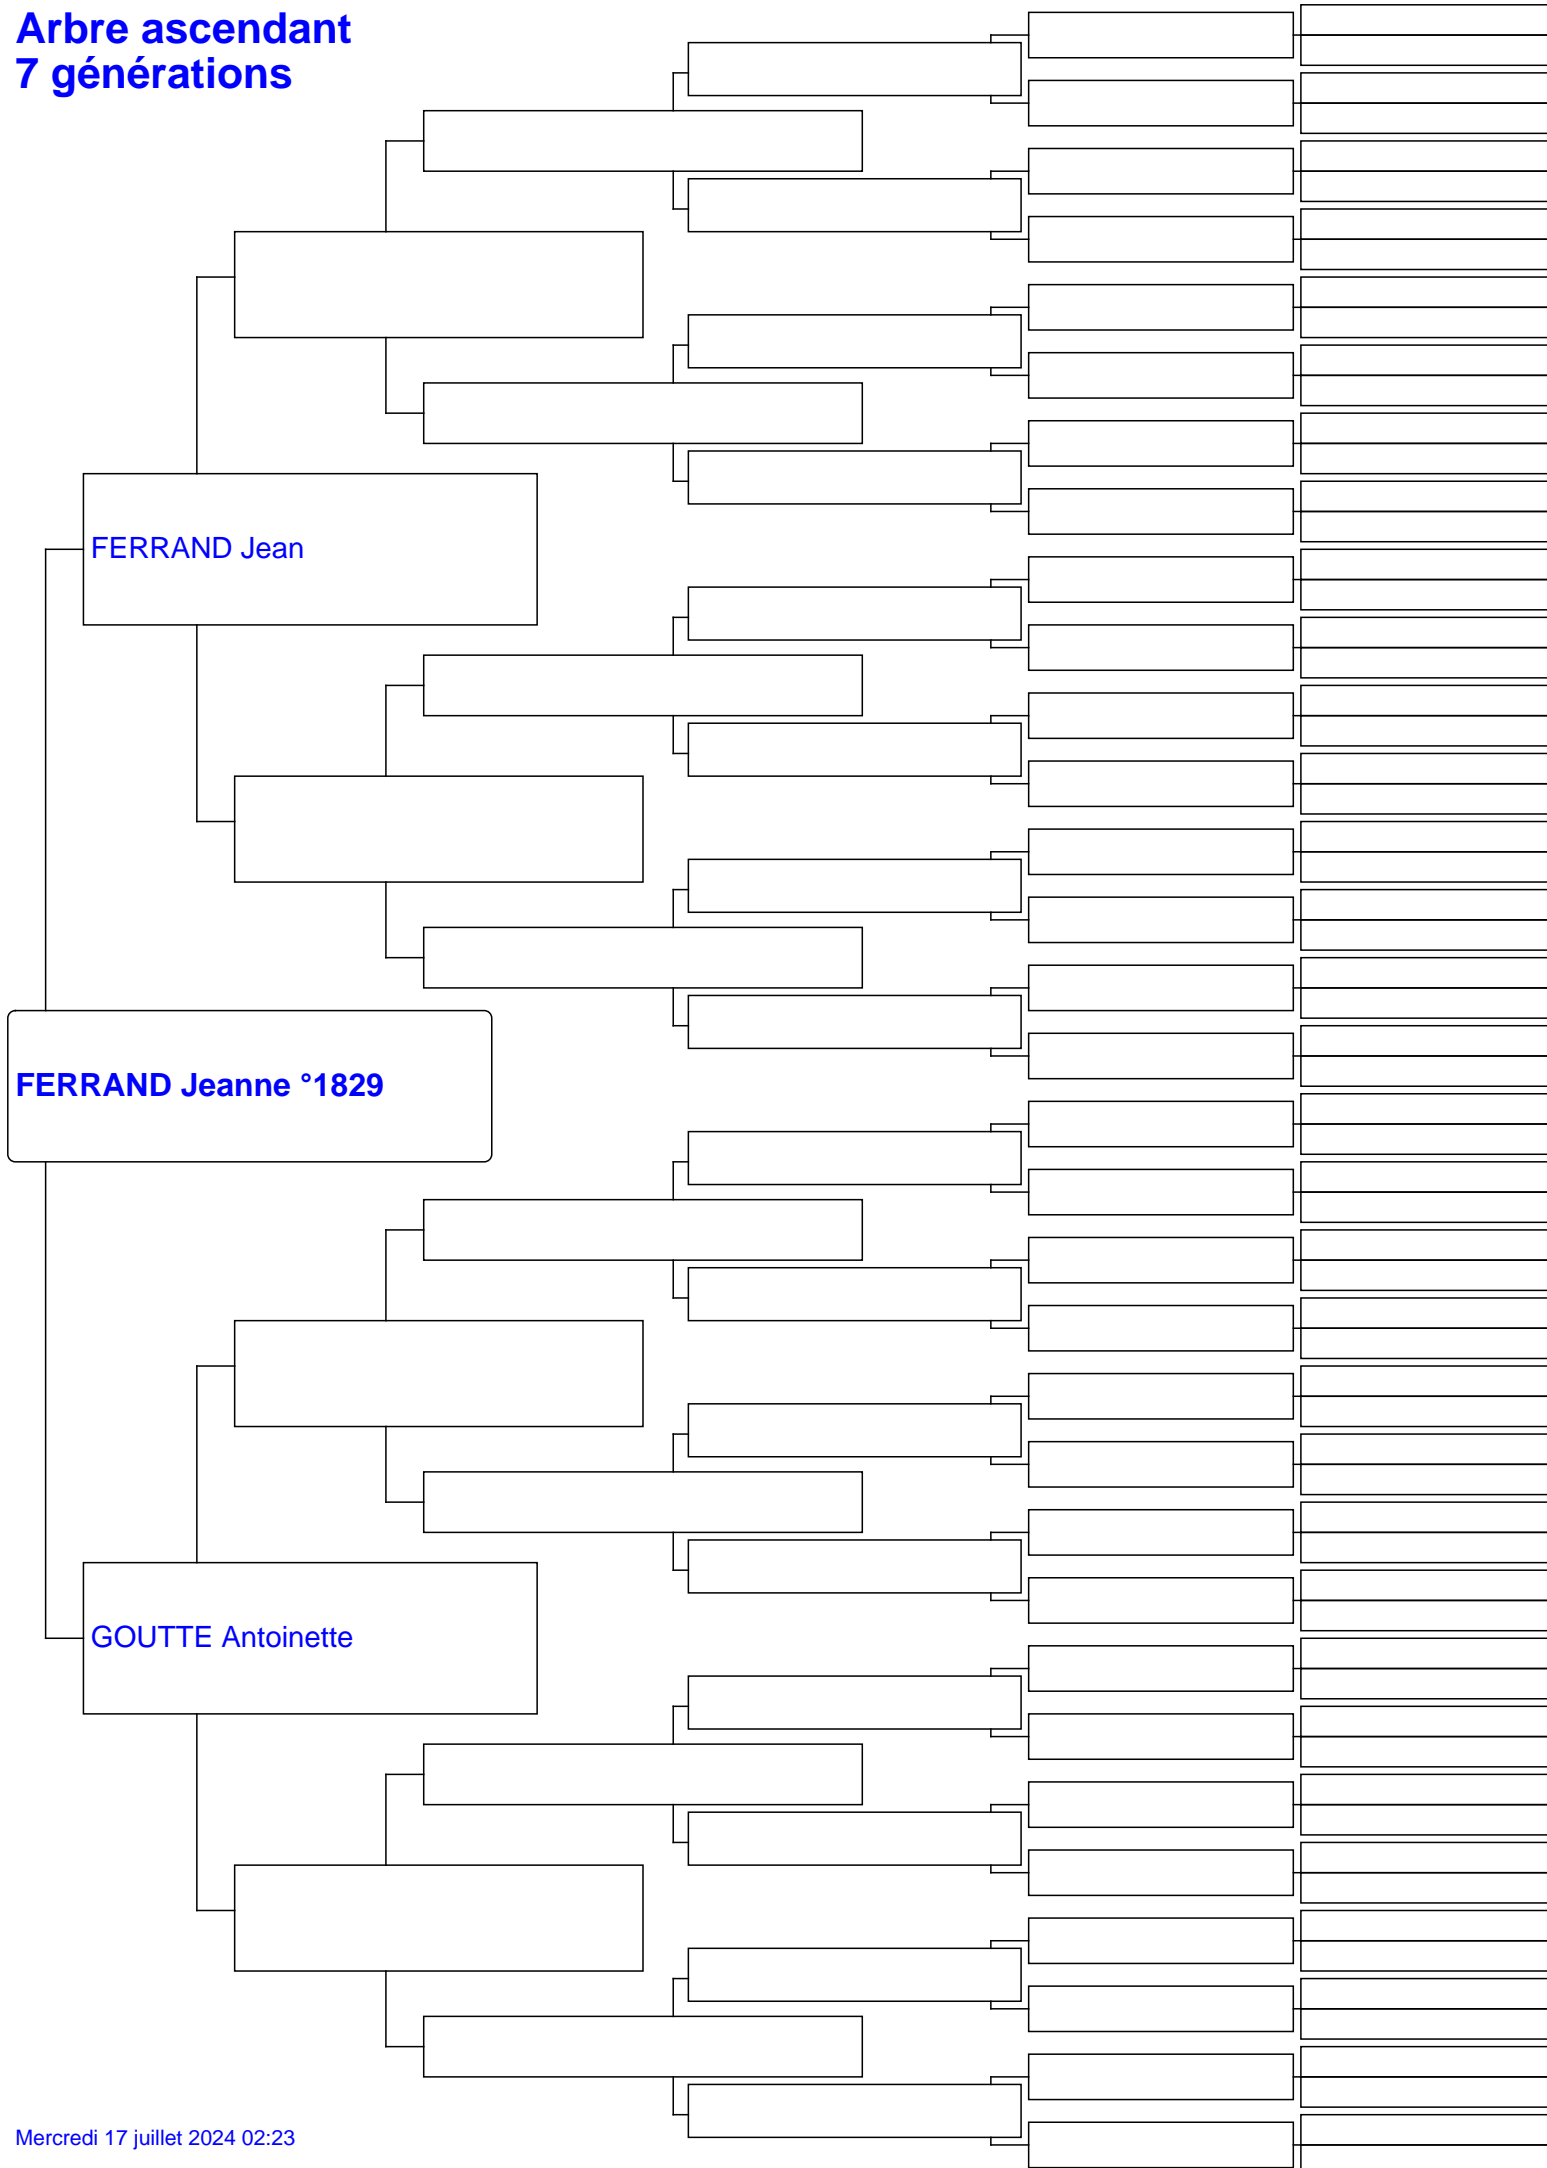 Arbre ascendant
7 générations
FERRAND Jean
FERRAND Jeanne °1829
GOUTTE Antoinette
Mercredi 17 juillet 2024 02:23